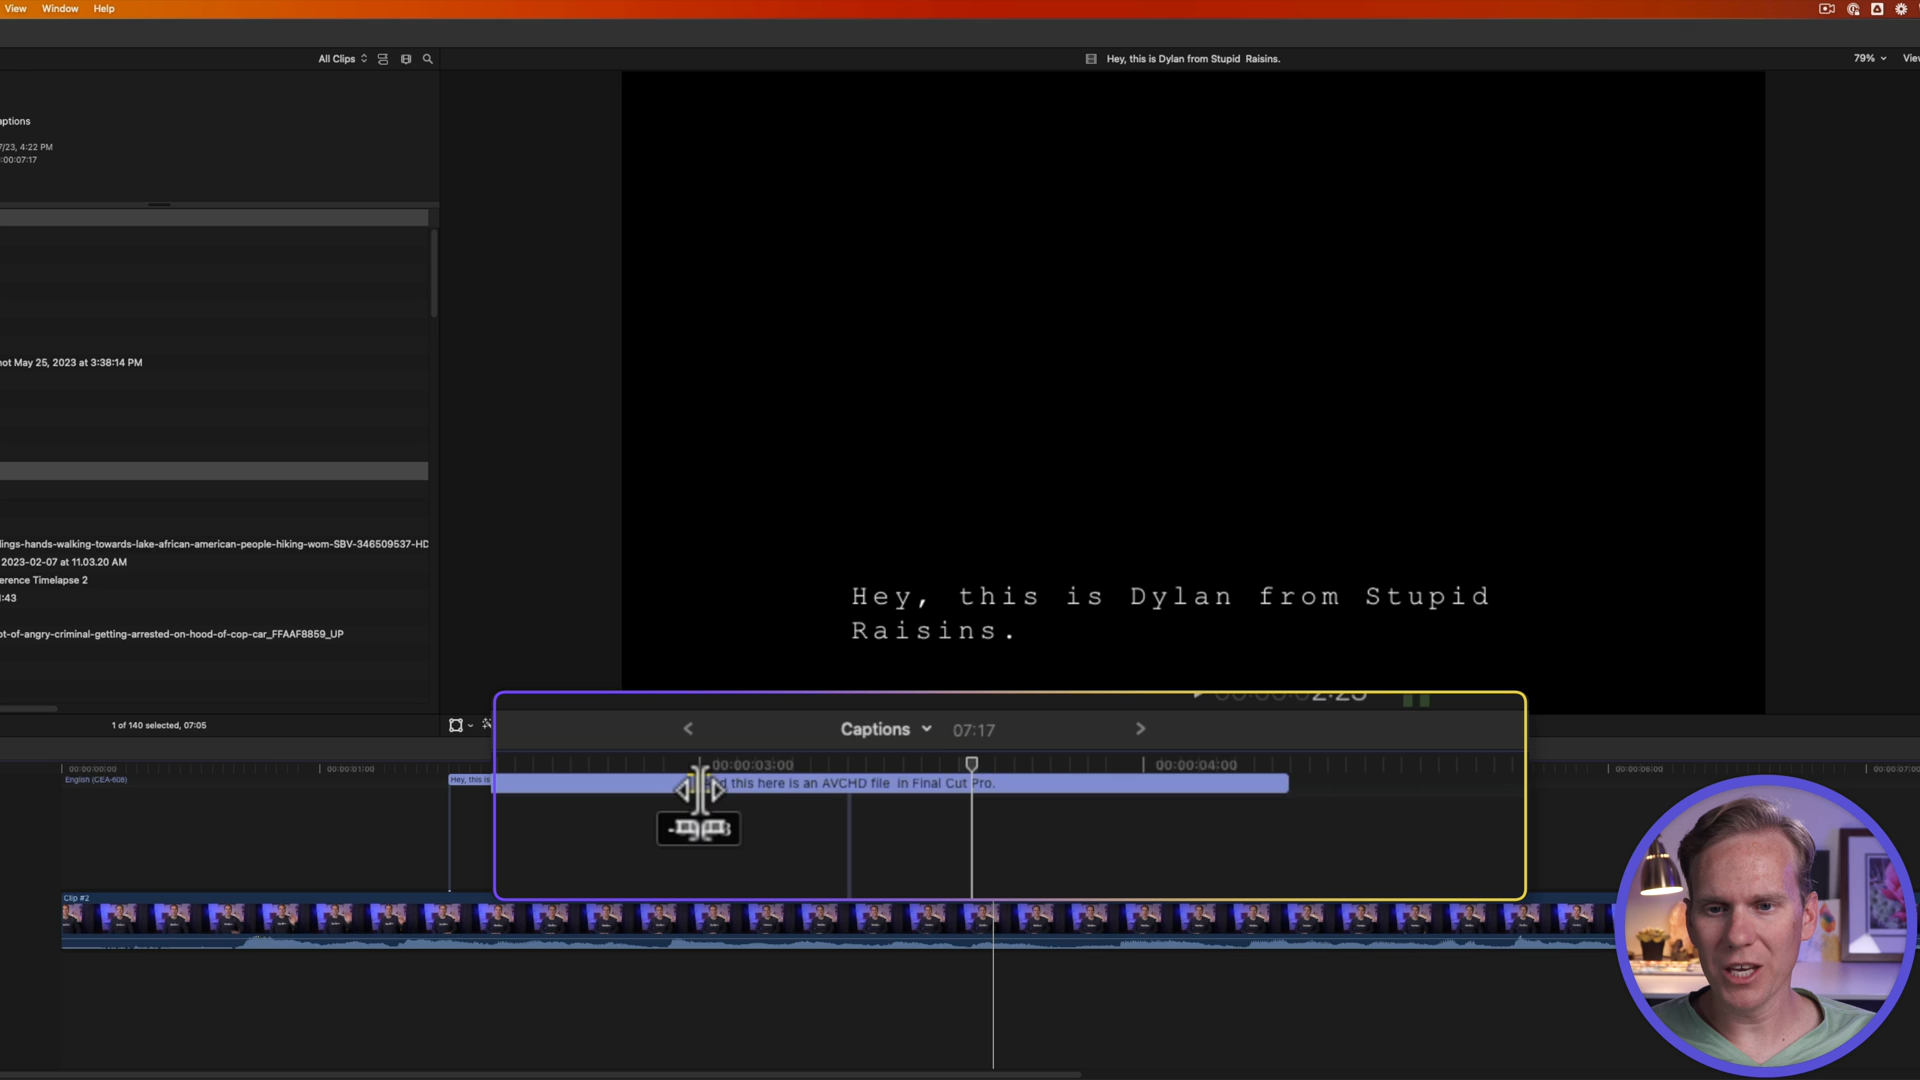 View Window Help
All Clips
Hey, this is Dylan from Stupid Raisins.
79%
View
aptions
7/23, 4:22 PM
:00:07:17
not May 25, 2023 at 3:38:14 PM
lings-hands-walking-towards-lake-african-american-people-hiking-wom-SBV-346509537-HD
2023-02-07 at 11.03.20 AM
erence Timelapse 2
:43
ot-of-angry-criminal-getting-arrested-on-hood-of-cop-car_FFAAF8859_UP
Hey, this is Dylan from Stupid
Raisins.
1 of 140 selected, 07:05
Captions 07:17
00:00:00:00
00:00:01:00
00:00:03:00
00:00:04:00
00:00:06:00
00:00:07:00
English (CEA-608)
Hey, this is
this here is an AVCHD file in Final Cut Pro.
Clip #2